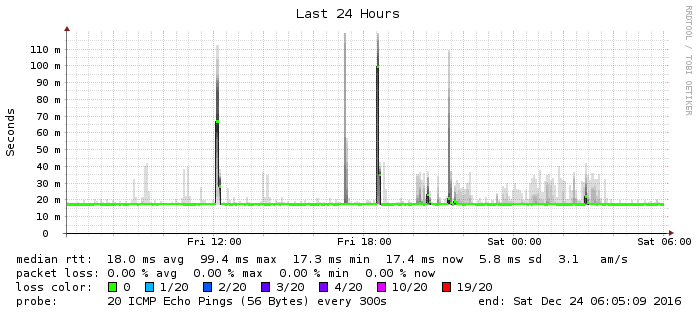 Last 24 Hours
RRDTOOL / TOBI OETIKER
Seconds
110 m
100 m
90 m
80 m
70 m
60 m
50 m
40 m
30 m
20 m
10 m
0
Fri 12:00 Fri 18:00 Sat 00:00 Sat 06:00
median rtt: 18.0 ms avg 99.4 ms max 17.3 ms min 17.4 ms now 5.8 ms sd 3.1 am/s
packet loss: 0.00 % avg 0.00 % max 0.00 % min 0.00 % now
loss color: 0 1/20 2/20 3/20 4/20 10/20 19/20
probe: 20 ICMP Echo Pings (56 Bytes) every 300s end: Sat Dec 24 06:05:09 2016